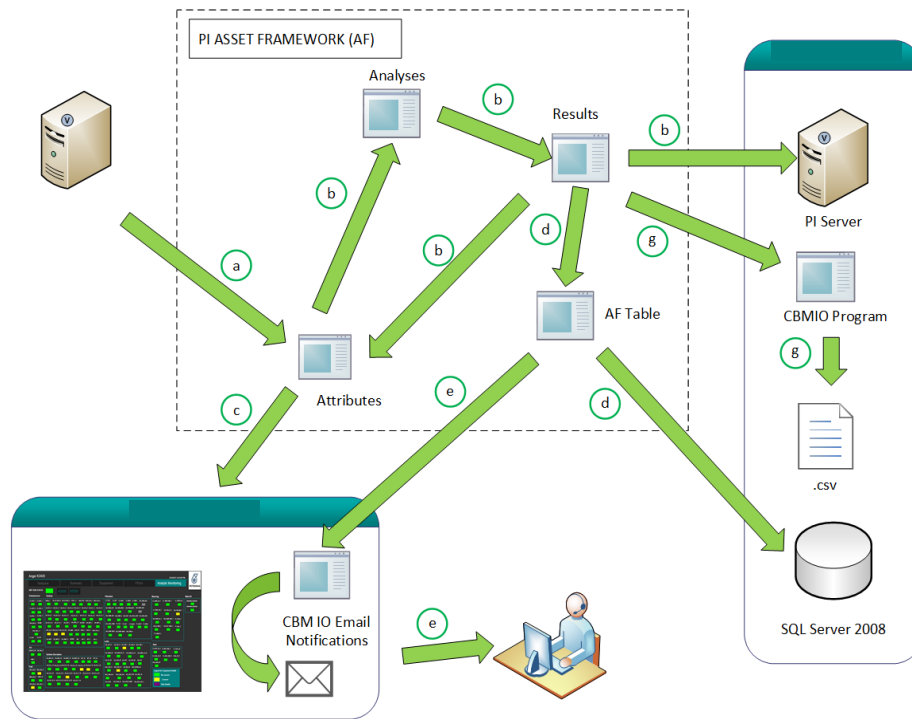 PI ASSET FRAMEWORK (AF)
Analyses
b
Results
b
V
V
b
b
d
g
PI Server
a
b
AF Table
CBMIO Program
g
Attributes
c
e
d
.csv
CBM IO Email
Notifications
e
SQL Server 2008